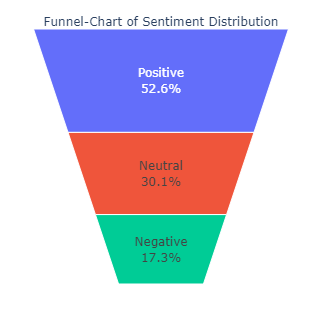 Funnel-Chart of Sentiment Distribution
Positive
52.6%
Neutral
30.1%
Negative
17.3%